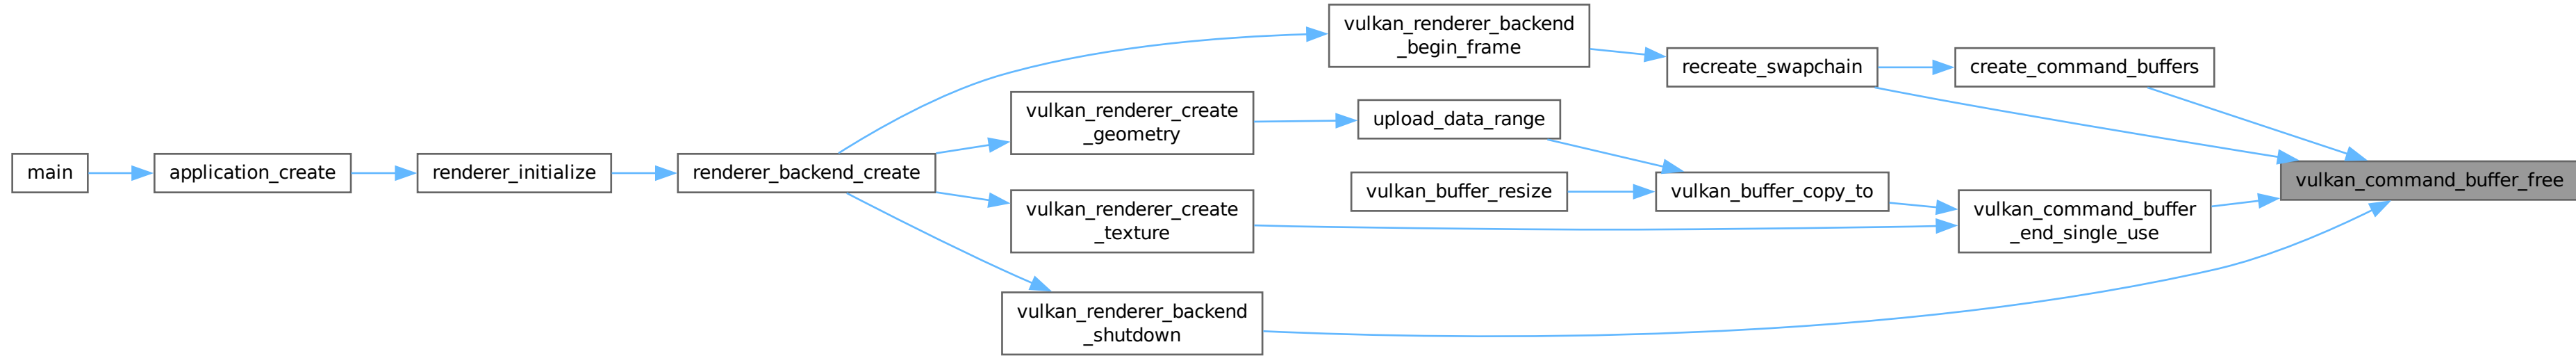 main
application_create
renderer_initialize
renderer_backend_create
vulkan_renderer_backend
_begin_frame
vulkan_renderer_create
_geometry
vulkan_renderer_create
_texture
vulkan_renderer_backend
_shutdown
upload_data_range
vulkan_buffer_resize
recreate_swapchain
vulkan_buffer_copy_to
create_command_buffers
vulkan_command_buffer
_end_single_use
vulkan_command_buffer_free